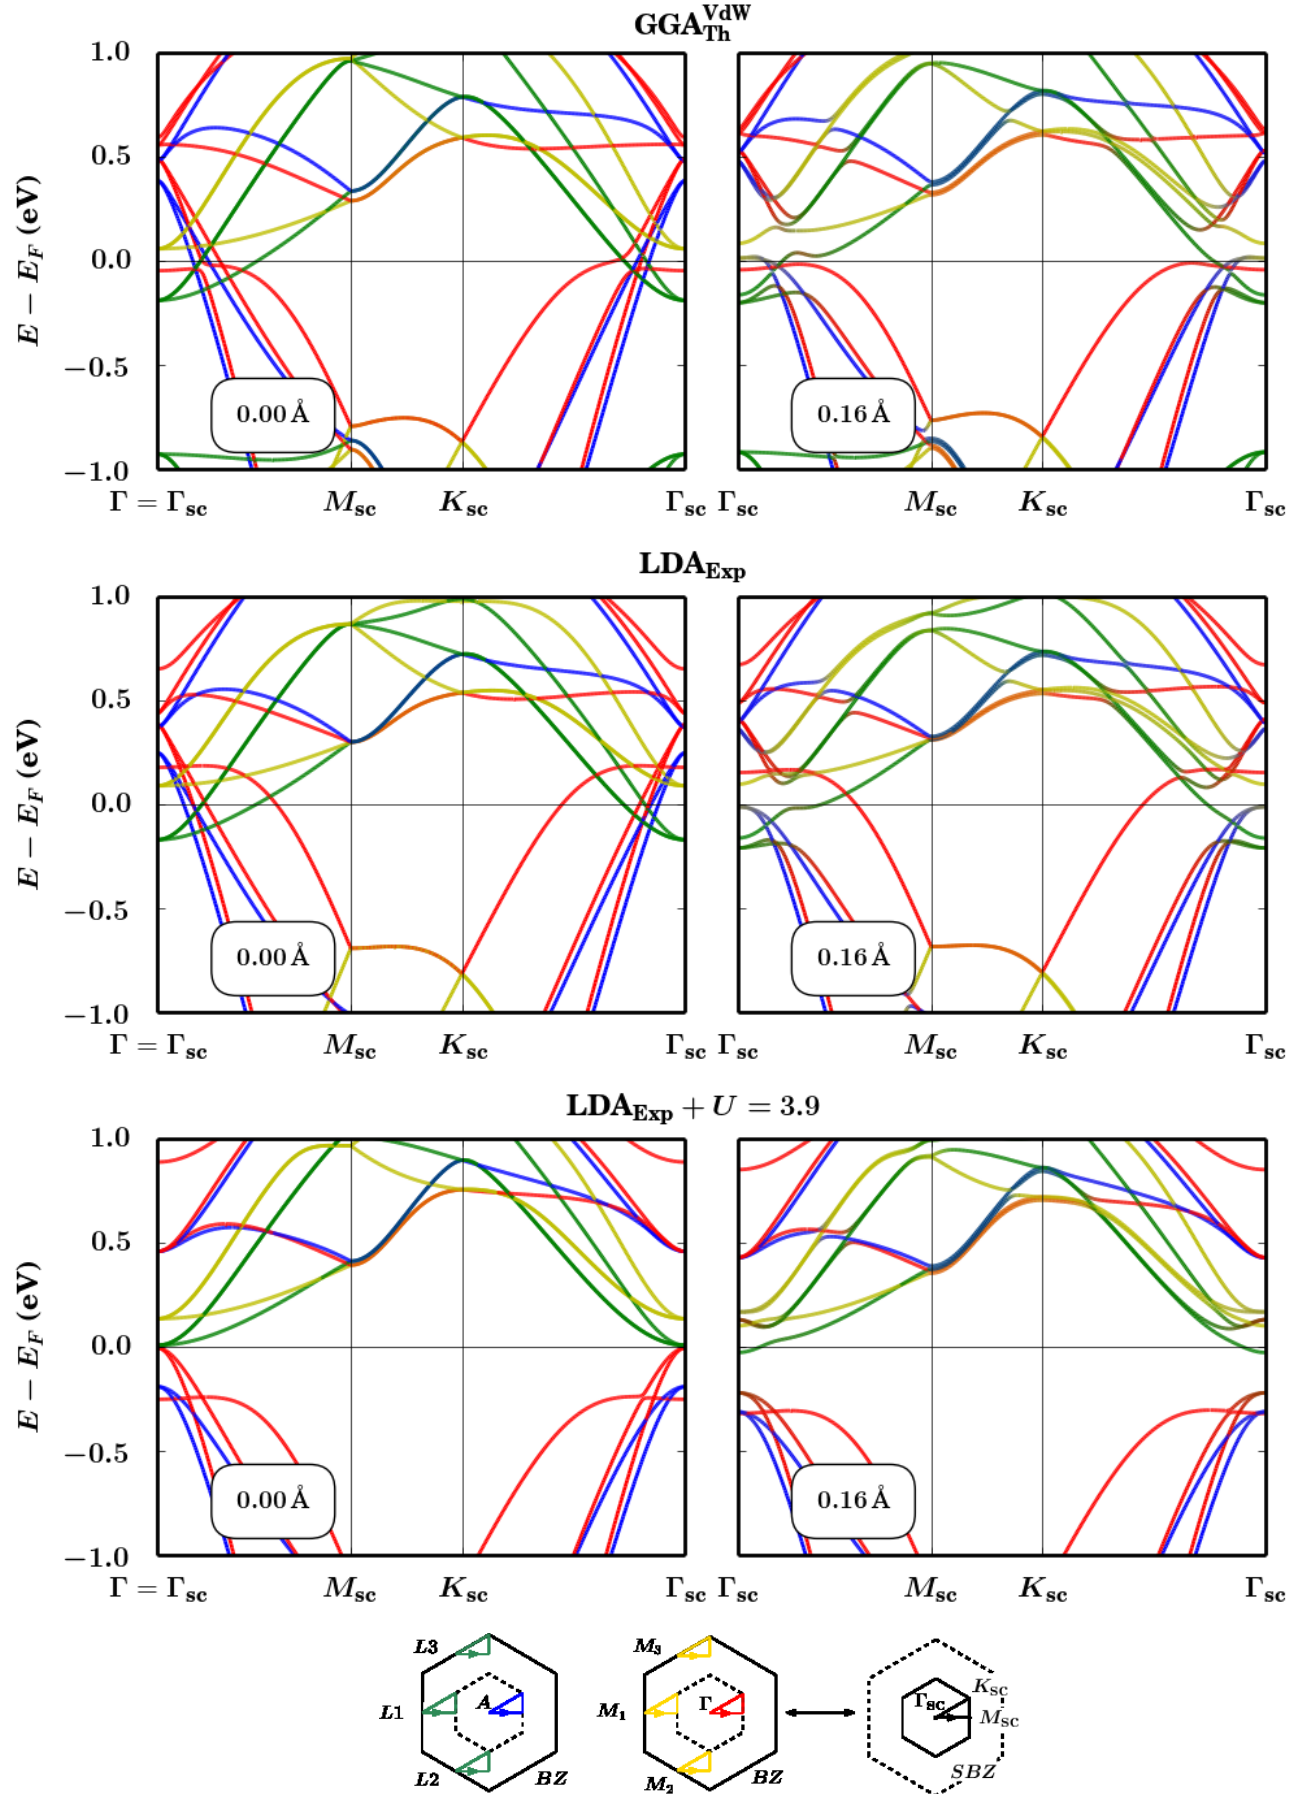 GGA_Th^VdW
1.0
0.5
0.0
−0.5
−1.0
E − E_F (eV)
0.00 Å
0.16 Å
Γ = Γ_sc M_sc K_sc Γ_sc Γ_sc M_sc K_sc Γ_sc
LDA_Exp
1.0
0.5
0.0
−0.5
−1.0
E − E_F (eV)
0.00 Å
0.16 Å
Γ = Γ_sc M_sc K_sc Γ_sc Γ_sc M_sc K_sc Γ_sc
LDA_Exp + U = 3.9
1.0
0.5
0.0
−0.5
−1.0
E − E_F (eV)
0.00 Å
0.16 Å
Γ = Γ_sc M_sc K_sc Γ_sc Γ_sc M_sc K_sc Γ_sc
L3
L1
A
L2
BZ
M_3
M_1
Γ
M_2
BZ
Γ_sc
K_sc
M_sc
SBZ